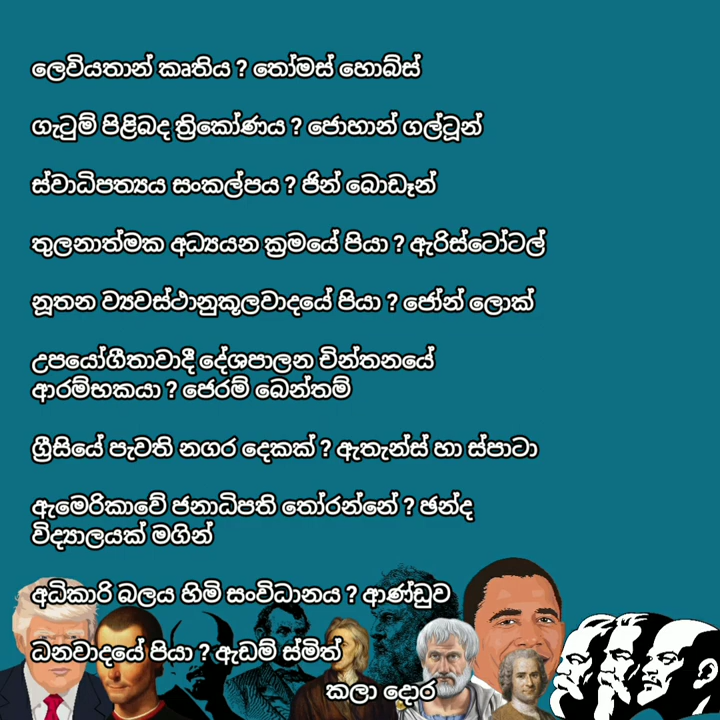 ලෙවියතාන් කෘතිය ? තෝමස් හොබ්ස්
ගැටුම් පිළිබද ත්‍රිකෝණය ? ජොහාන් ගල්ටූන්
ස්වාධිපත්‍යය සංකල්පය ? ජින් බොඩෑන්
තුලනාත්මක අධ්‍යයන ක්‍රමයේ පියා ? ඇරිස්ටෝටල්
නූතන ව්‍යවස්ථානුකූලවාදයේ පියා ? ජෝන් ලොක්
උපයෝගීතාවාදී දේශපාලන චින්තනයේ
ආරම්භකයා ? ජෙරම් බෙන්තම්
ග්‍රීසියේ පැවති නගර දෙකක් ? ඇතැන්ස් හා ස්පාටා
ඇමෙරිකාවේ ජනාධිපති තෝරන්නේ ? ඡන්ද
විද්‍යාලයක් මගින්
අධිකාරි බලය හිමි සංවිධානය ? ආණ්ඩුව
ධනවාදයේ පියා ? ඇඩම් ස්මිත්
කලා දොර